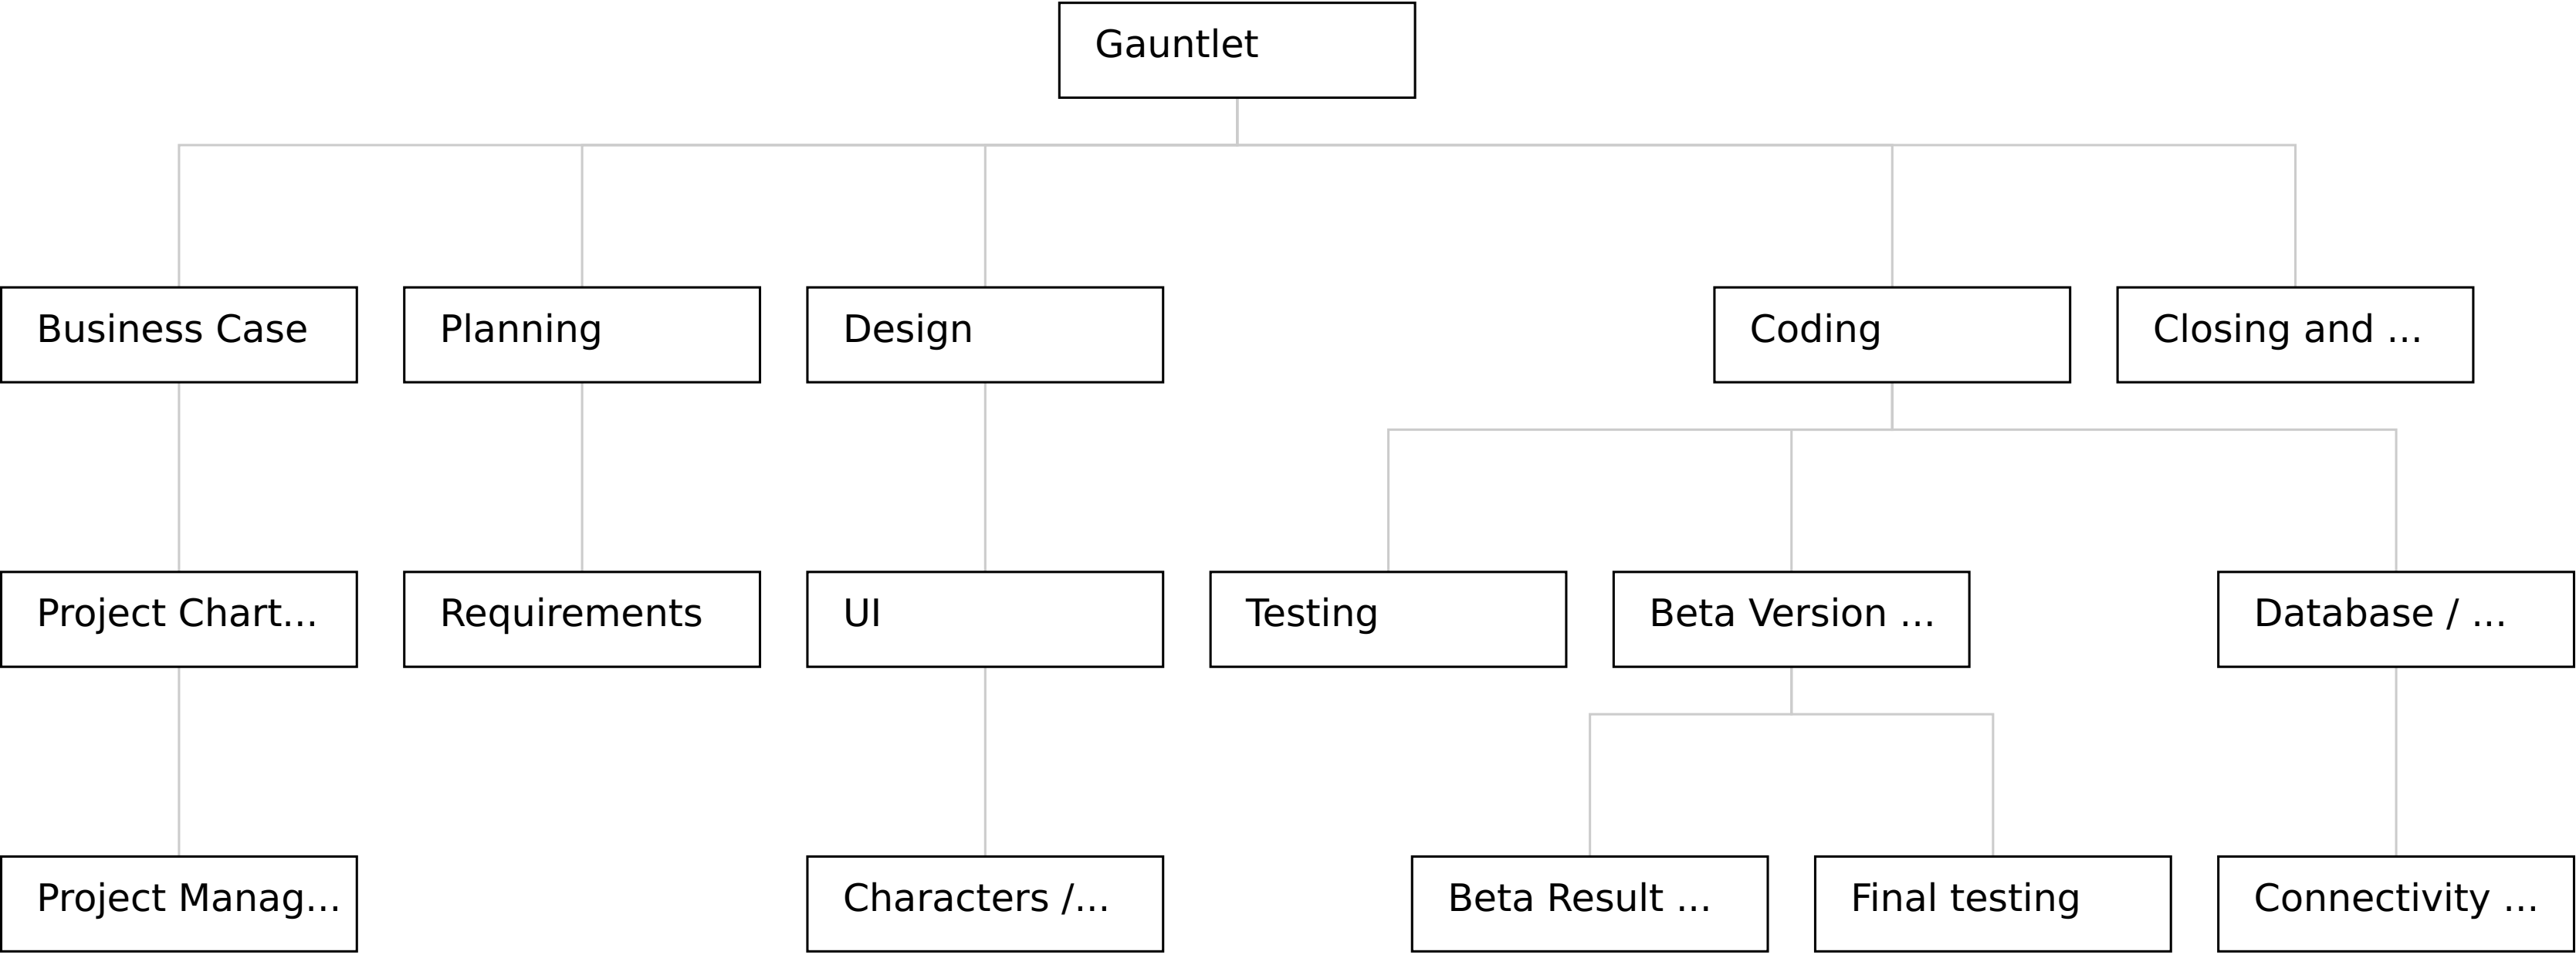 Gauntlet
Business Case
Planning
Design
Coding
Closing and ...
Project Chart...
Requirements
UI
Testing
Beta Version ...
Database / ...
Project Manag...
Characters /...
Beta Result ...
Final testing
Connectivity ...